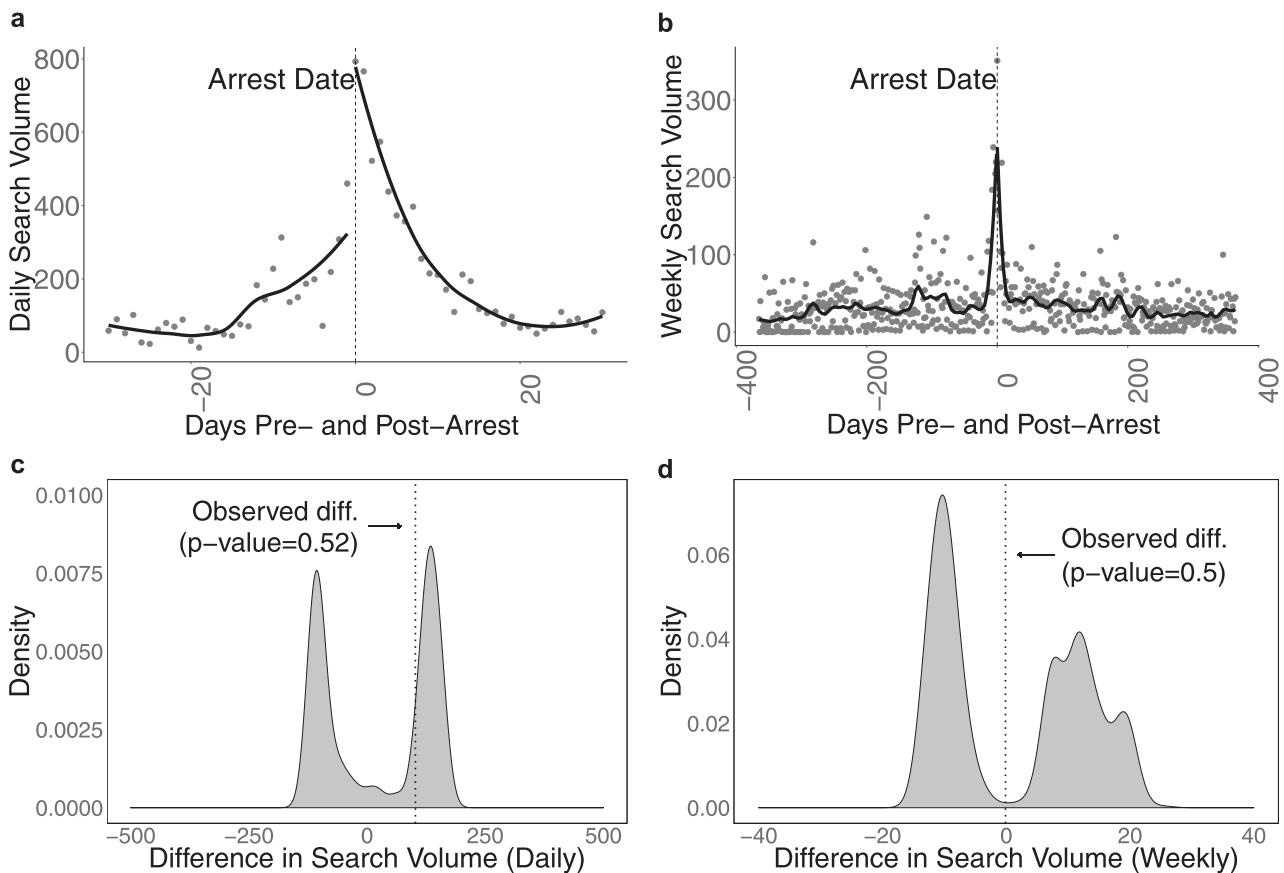 a
800
600
400
200
0
Daily Search Volume
Arrest Date
−20
0
20
Days Pre− and Post−Arrest
b
300
200
100
0
Weekly Search Volume
Arrest Date
−400
−200
0
200
400
Days Pre− and Post−Arrest
c
0.0100
0.0075
0.0050
0.0025
0.0000
Density
Observed diff.
(p−value=0.52)
−500
−250
0
250
500
Difference in Search Volume (Daily)
d
0.06
0.04
0.02
0.00
Density
Observed diff.
(p−value=0.5)
−40
−20
0
20
40
Difference in Search Volume (Weekly)